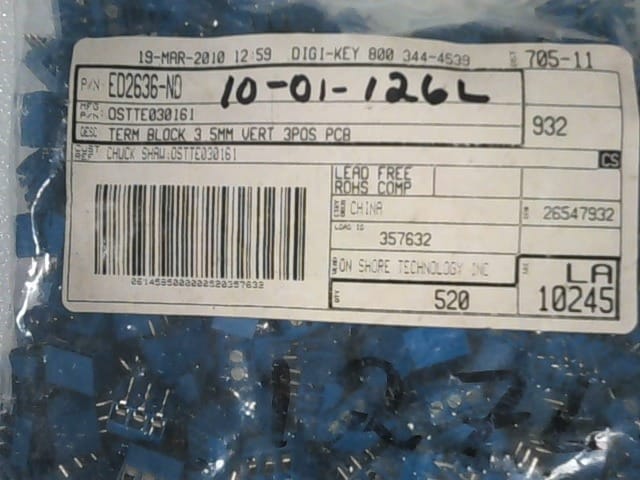 19-MAR-2010 12:59 DIGI-KEY 800 344-4539 705-11
P/N: ED2636-ND 10-01-126L
MFG P/N: OSTTE030161
932
DESC TERM BLOCK 3.5MM VERT 3POS PCB
CHUCK SHAW:OSTTE030161
CS
LEAD FREE
ROHS COMP
CHINA 26547932
LOAD ID
357632
ON SHORE TECHNOLOGY INC
LA
0614595000000520357632
QTY 520 10245